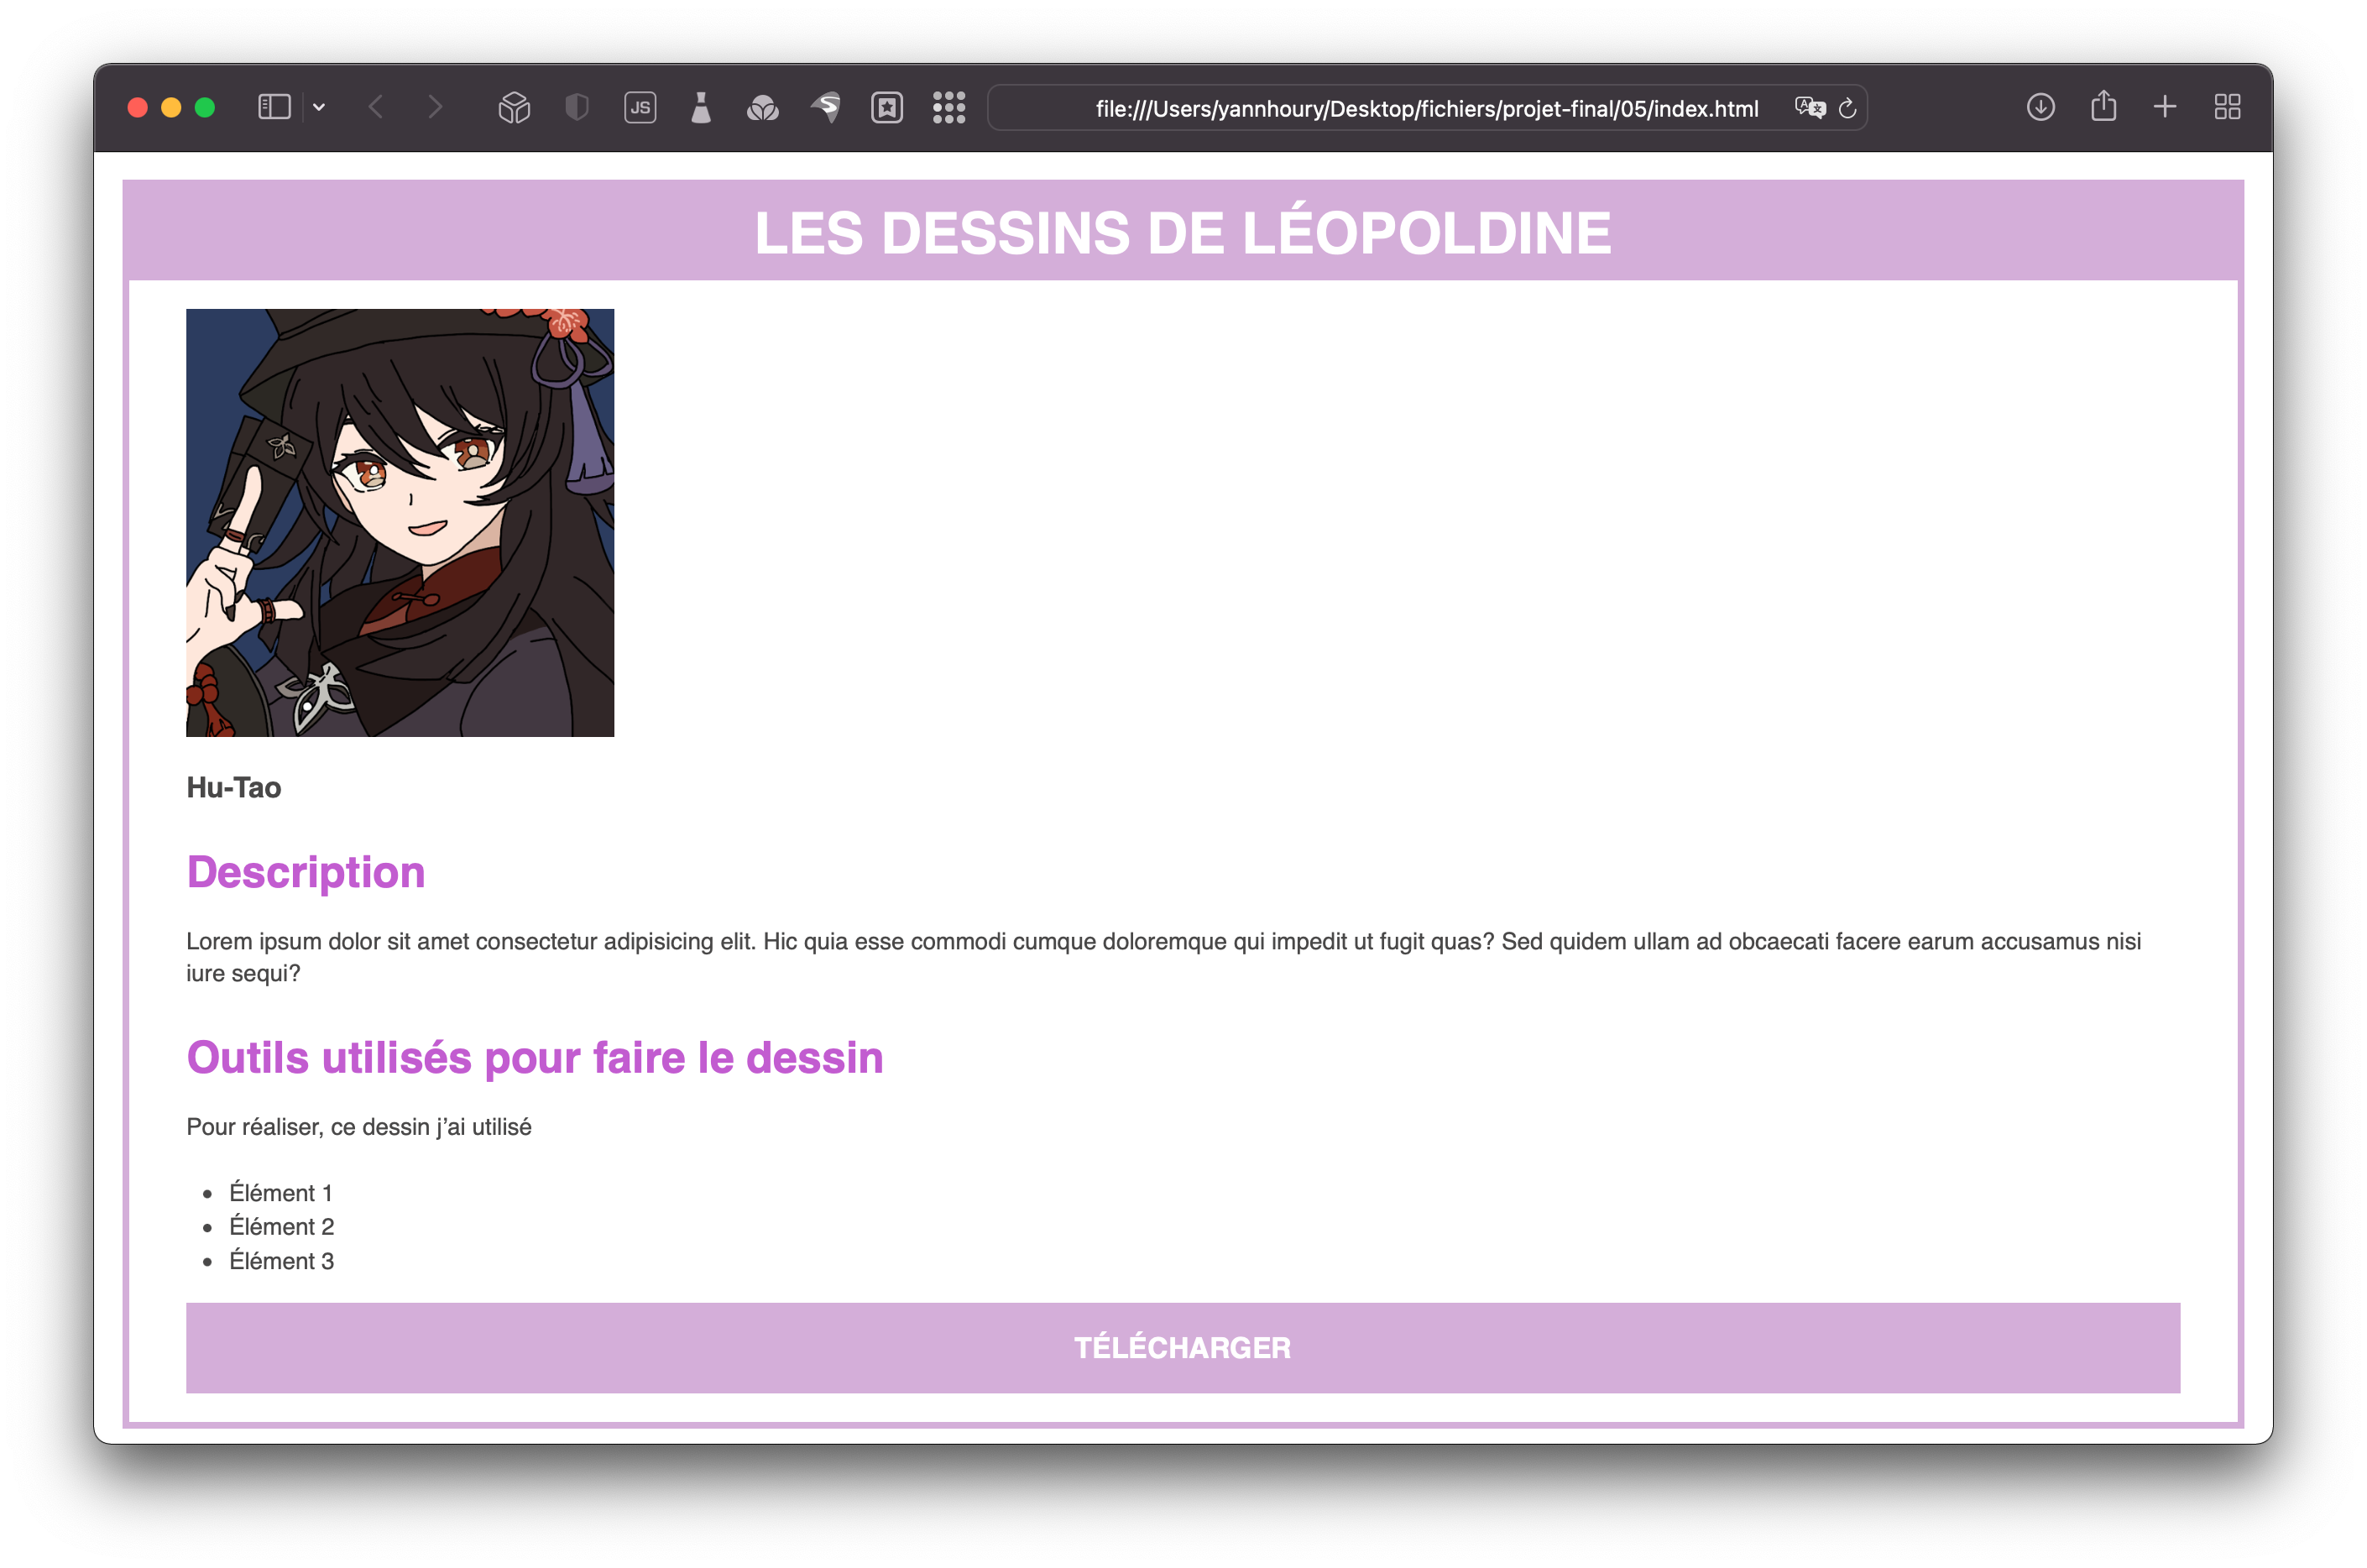 JS
file:///Users/yannhoury/Desktop/fichiers/projet-final/05/index.html
LES DESSINS DE LÉOPOLDINE
Hu-Tao
Description
Lorem ipsum dolor sit amet consectetur adipisicing elit. Hic quia esse commodi cumque doloremque qui impedit ut fugit quas? Sed quidem ullam ad obcaecati facere earum accusamus nisi
iure sequi?
Outils utilisés pour faire le dessin
Pour réaliser, ce dessin j’ai utilisé
• Élément 1
• Élément 2
• Élément 3
TÉLÉCHARGER